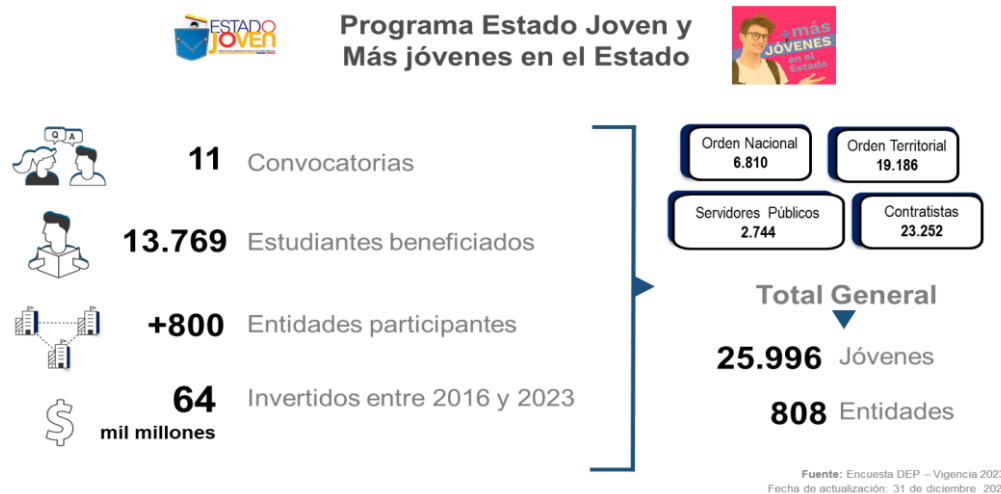 ESTADO
JOVEN
Programa Estado Joven y
Más jóvenes en el Estado
+más
JÓVENES
en el
Estado
Q A
11 Convocatorias
13.769 Estudiantes beneficiados
+800 Entidades participantes
64 Invertidos entre 2016 y 2023
mil millones
Orden Nacional
6.810
Orden Territorial
19.186
Servidores Públicos
2.744
Contratistas
23.252
Total General
25.996 Jóvenes
808 Entidades
Fuente: Encuesta DEP – Vigencia 2023
Fecha de actualización: 31 de diciembre 202